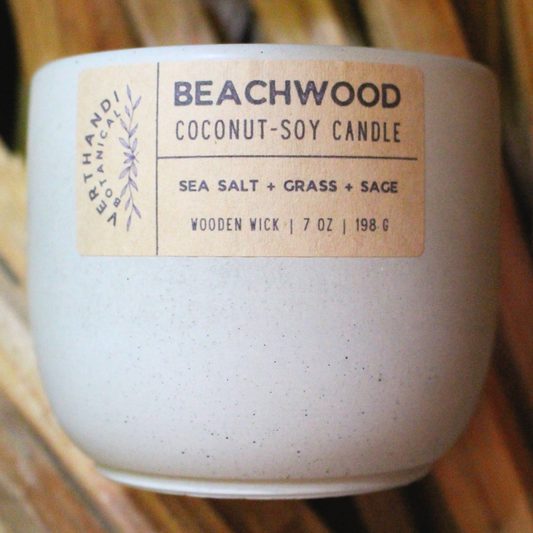 VERTHANDI
BOTANICAL
BEACHWOOD
COCONUT-SOY CANDLE
SEA SALT + GRASS + SAGE
WOODEN WICK | 7 OZ | 198 G